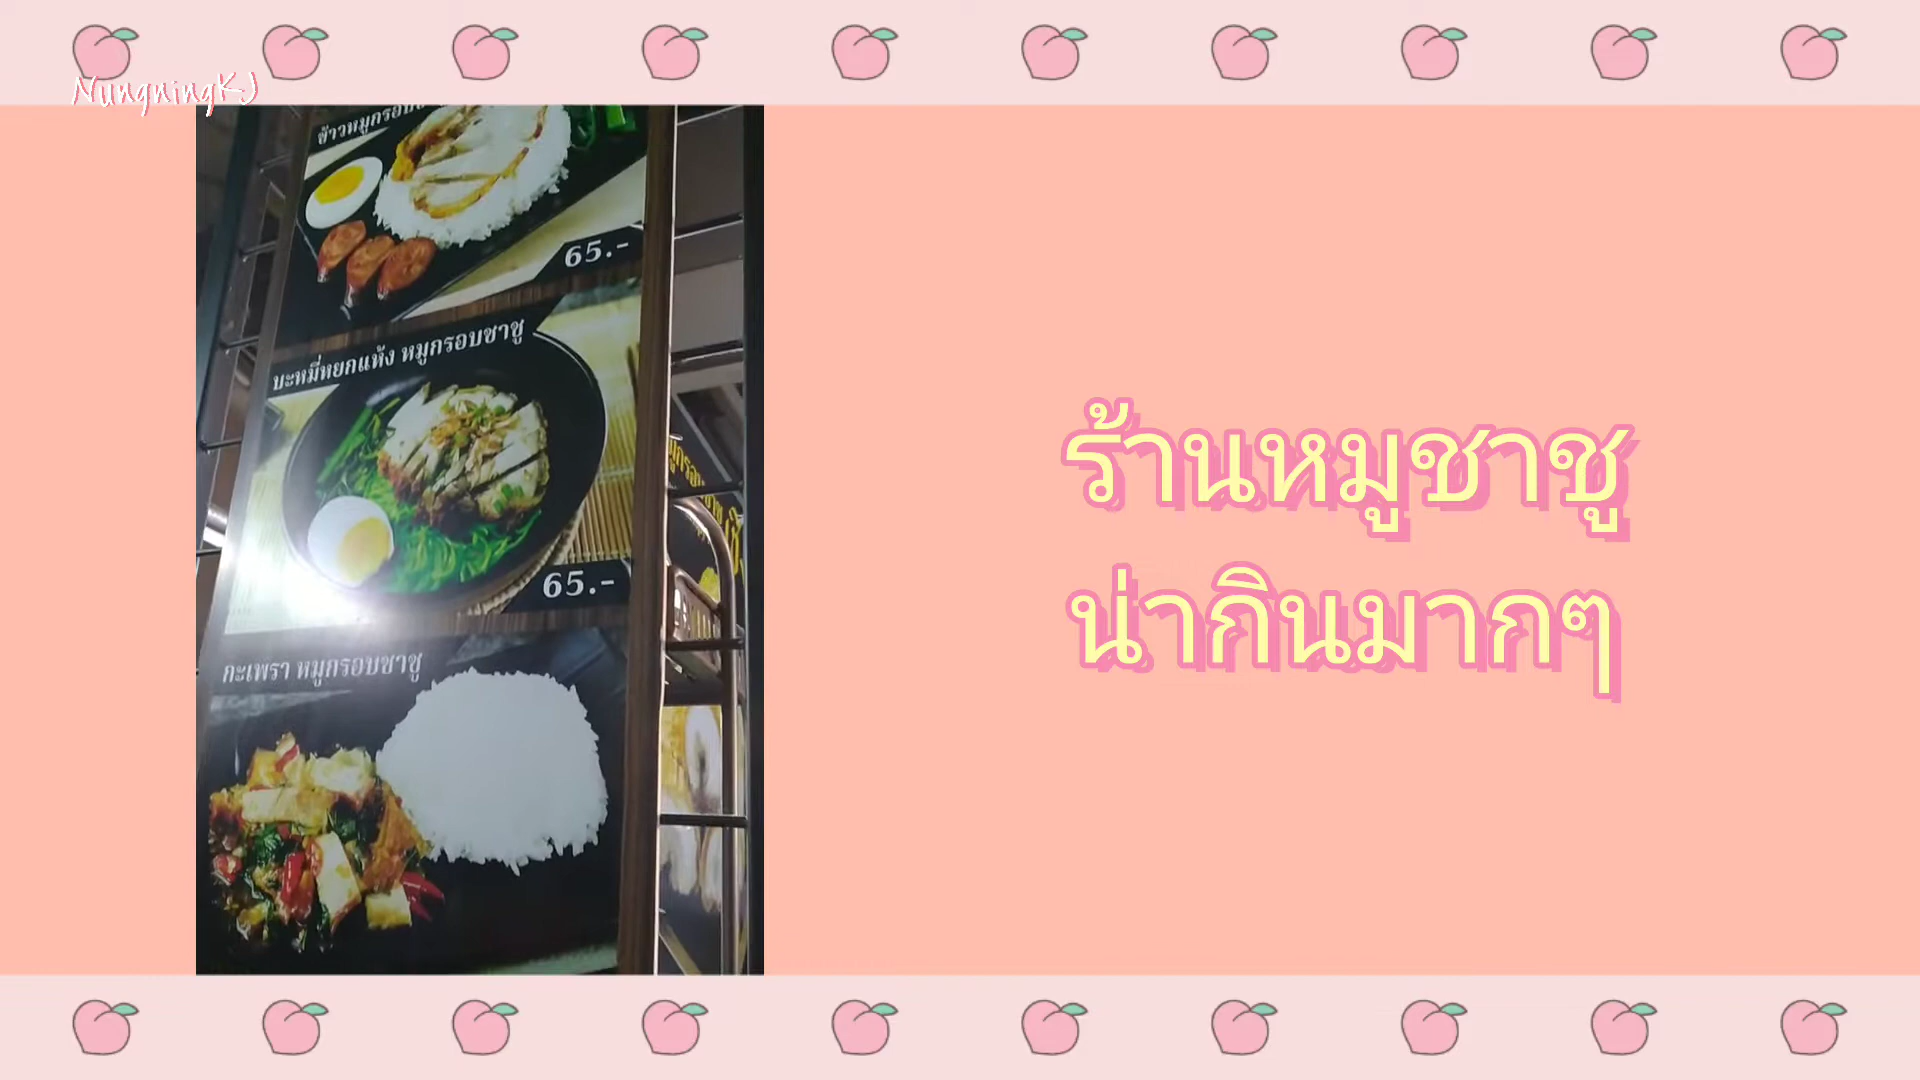 NungningKJ
ข้าวหมูกรอบ
65.-
บะหมี่หยกแห้ง หมูกรอบชาชู
65.-
กะเพรา หมูกรอบชาชู
ร้านหมูชาชู
น่ากินมากๆ